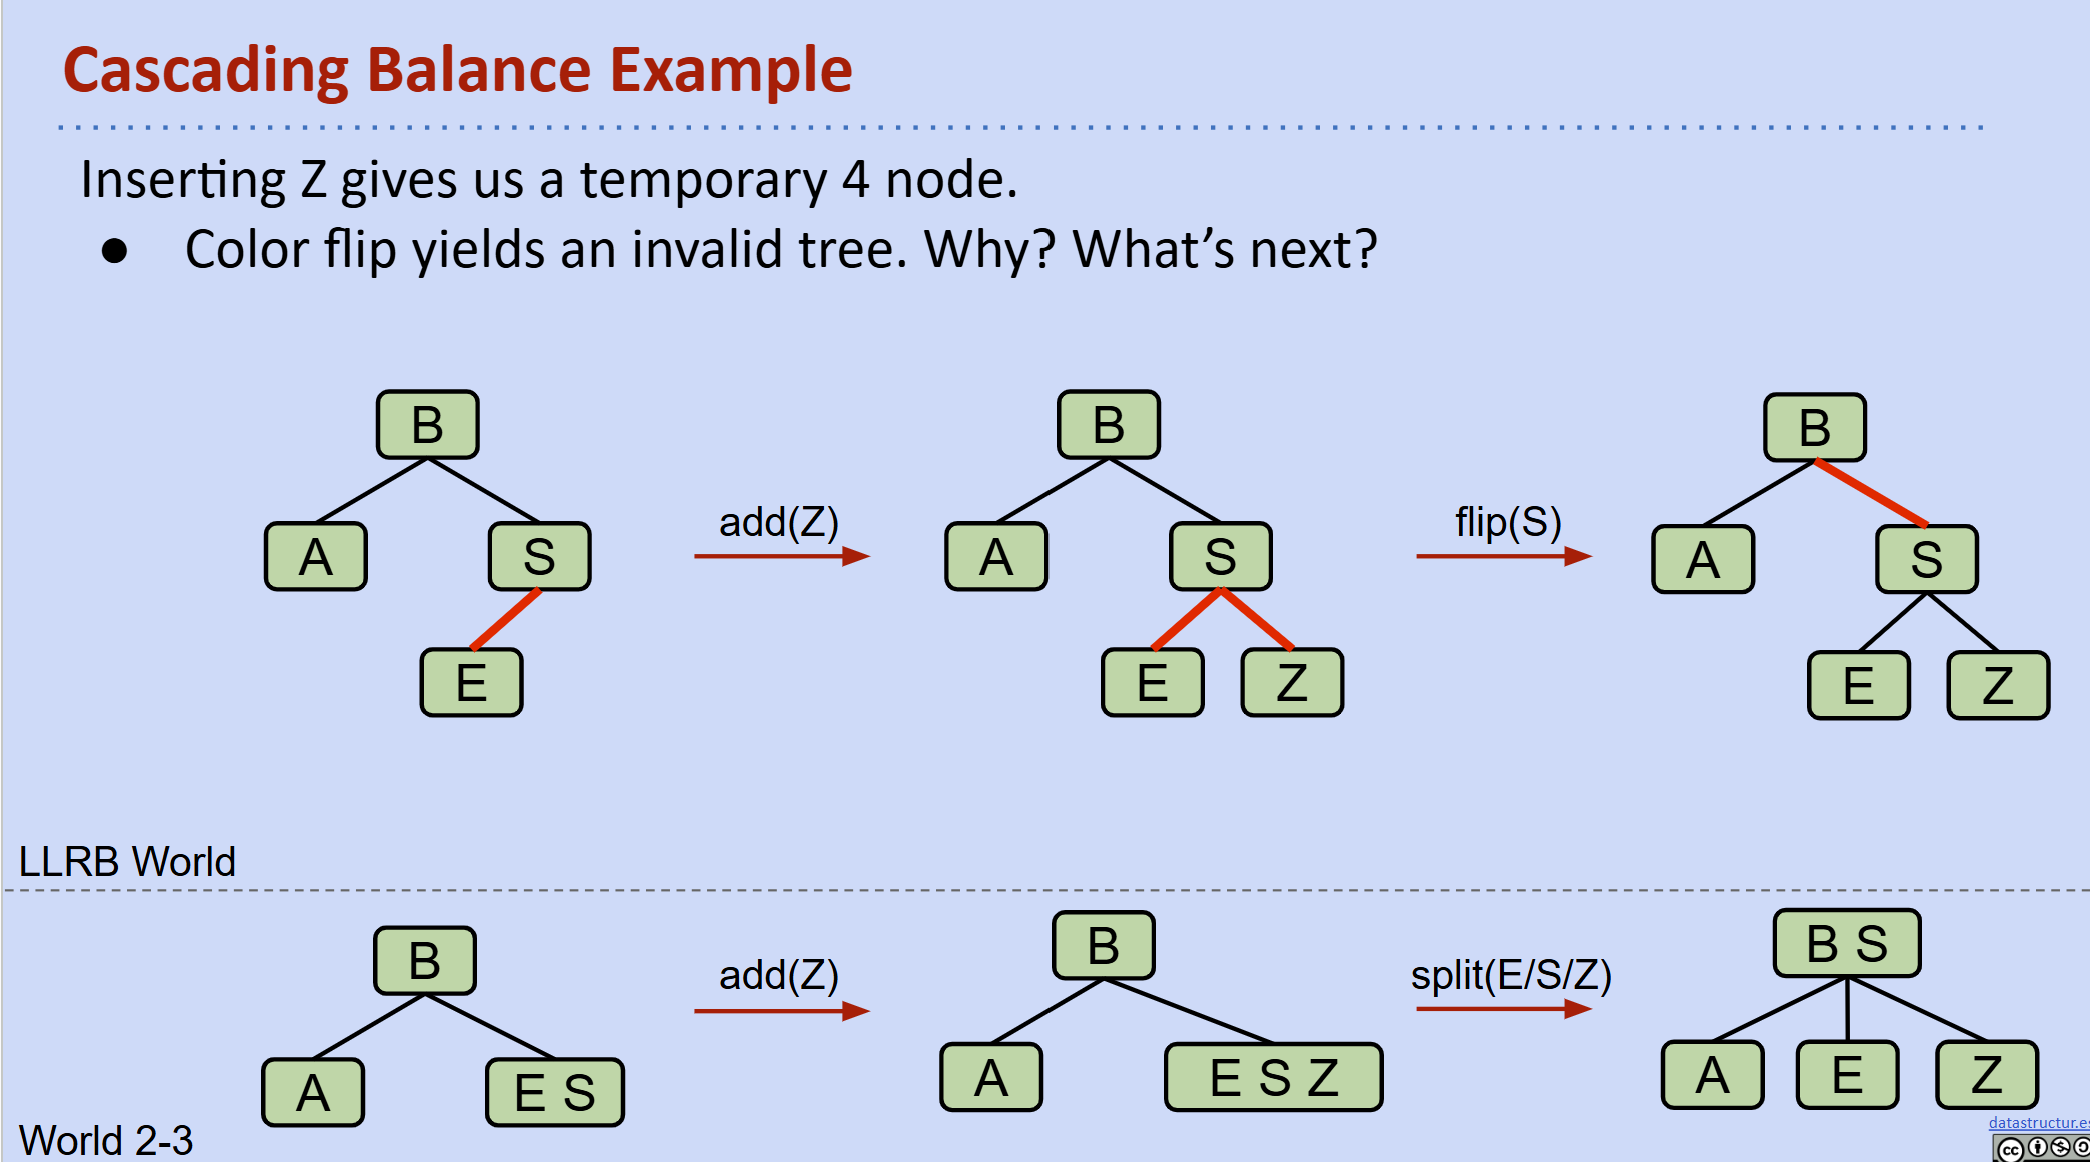 Cascading Balance Example
Inserting Z gives us a temporary 4 node.
● Color flip yields an invalid tree. Why? What’s next?
B
A
S
E
add(Z)
B
A
S
E
Z
flip(S)
B
A
S
E
Z
LLRB World
B
A
E S
add(Z)
B
A
E S Z
split(E/S/Z)
B S
A
E
Z
World 2-3
datastructur.es
cc